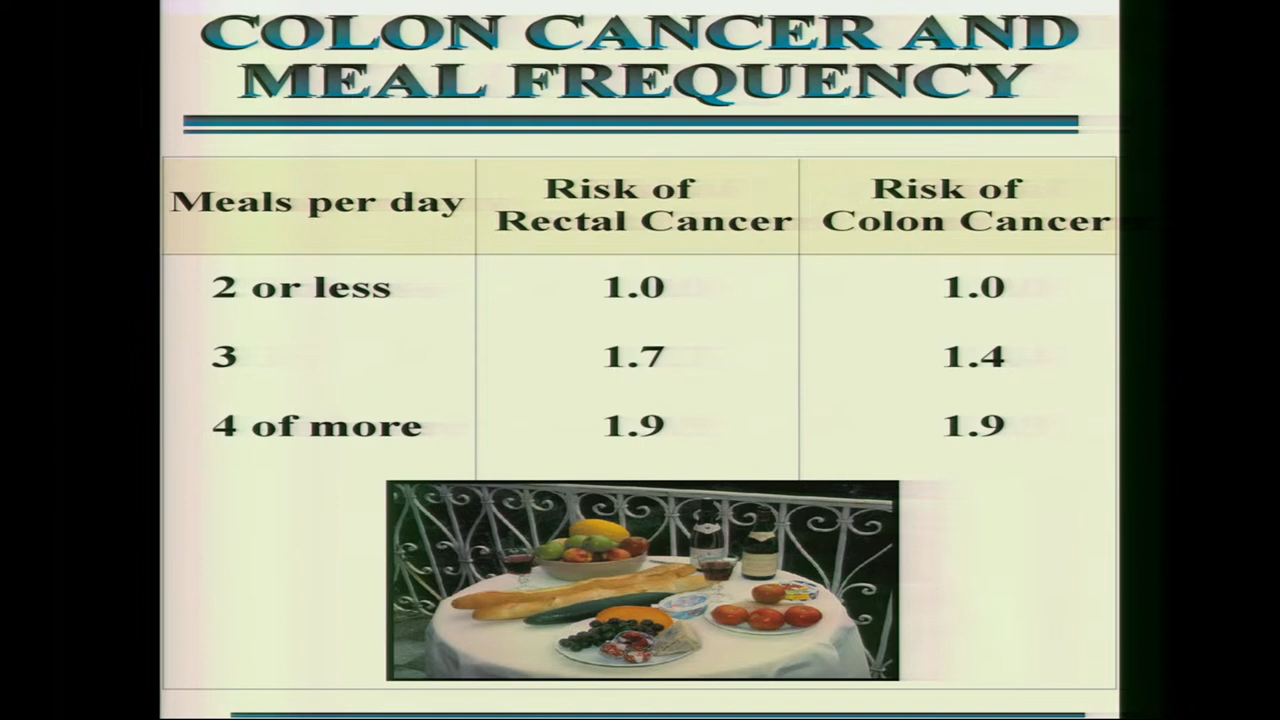 COLON CANCER AND
MEAL FREQUENCY
Meals per day
Risk of
Rectal Cancer
Risk of
Colon Cancer
2 or less 1.0 1.0
3 1.7 1.4
4 of more 1.9 1.9